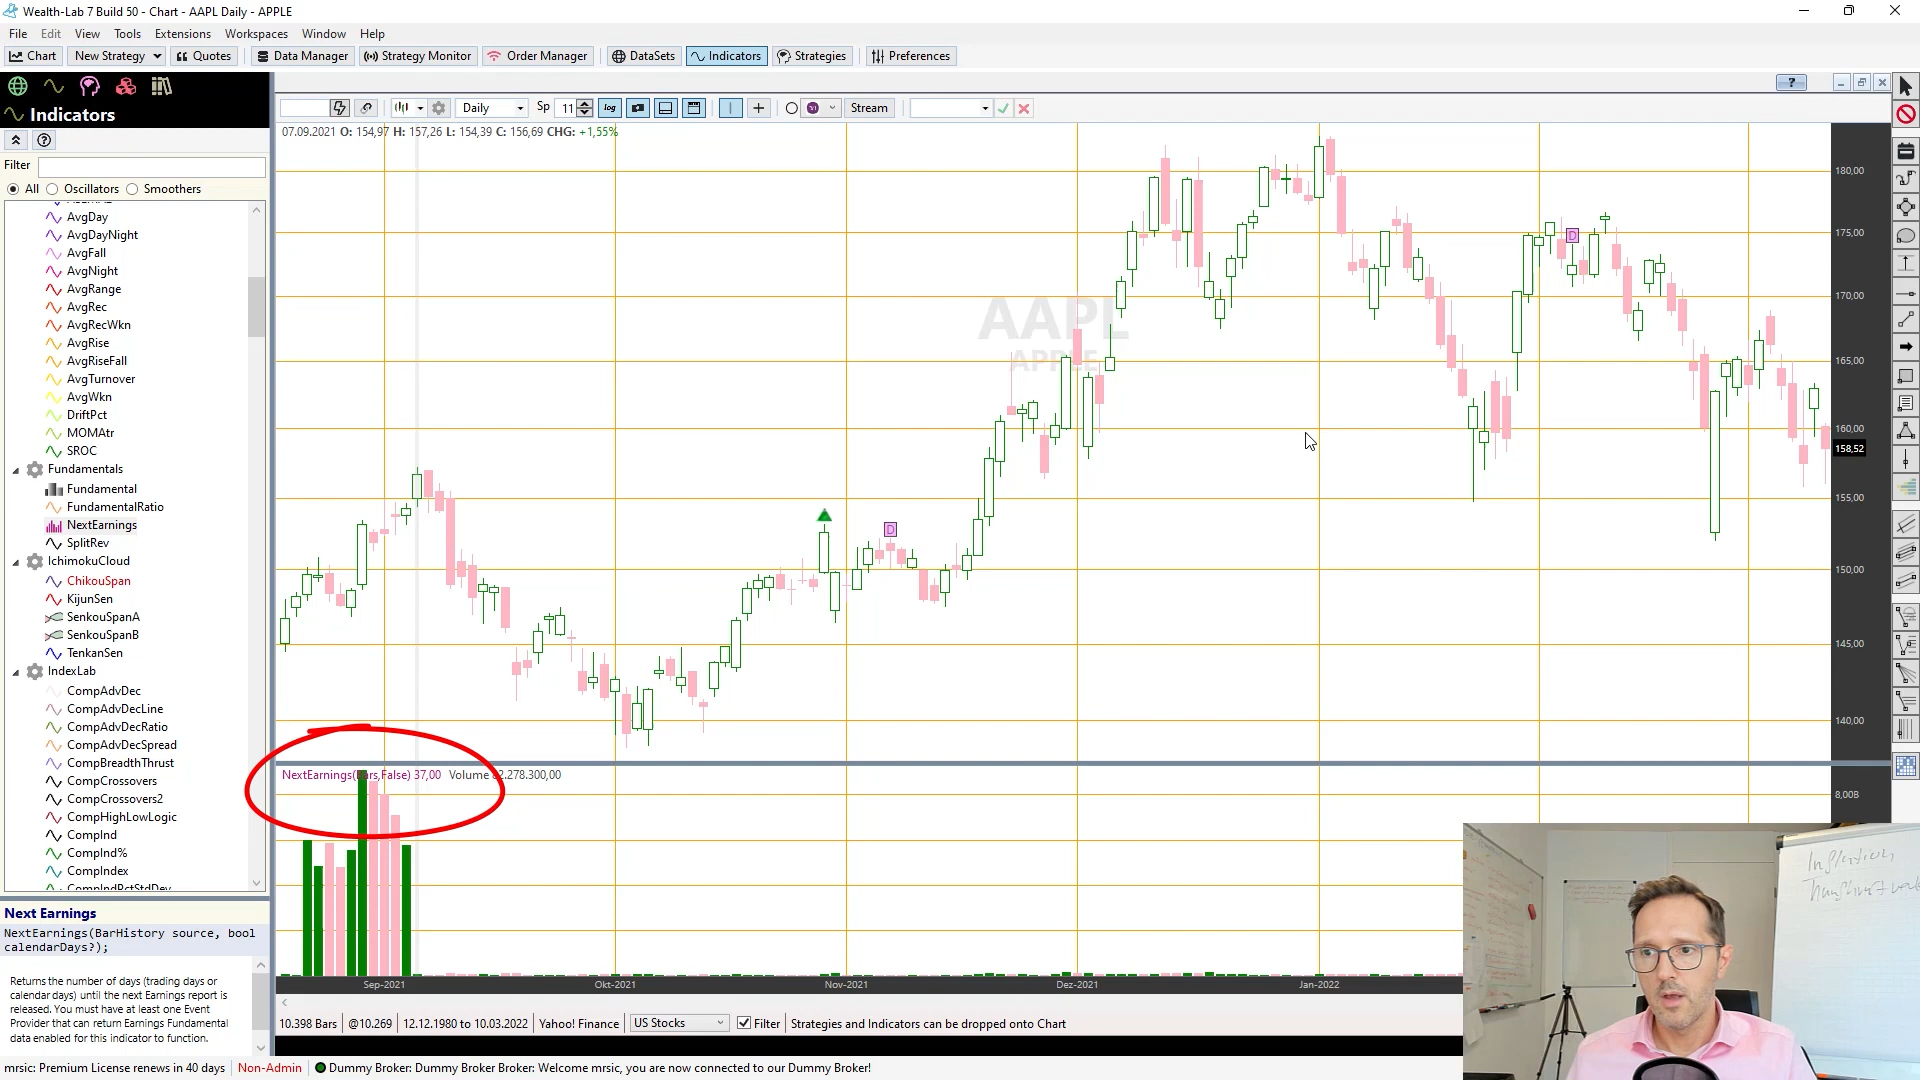 Wealth-Lab 7 Build 50 - Chart - AAPL Daily - APPLE
File Edit View Tools Extensions Workspaces Window Help
Chart New Strategy Quotes Data Manager Strategy Monitor Order Manager DataSets Indicators Strategies Preferences
Indicators
Filter
All Oscillators Smoothers
AvgDay
AvgDayNight
AvgFall
AvgNight
AvgRange
AvgRec
AvgRecWkn
AvgRise
AvgRiseFall
AvgTurnover
AvgWkn
DriftPct
MOMAtr
SROC
Fundamentals
Fundamental
FundamentalRatio
NextEarnings
SplitRev
IchimokuCloud
ChikouSpan
KijunSen
SenkouSpanA
SenkouSpanB
TenkanSen
IndexLab
CompAdvDec
CompAdvDecLine
CompAdvDecRatio
CompAdvDecSpread
CompBreadthThrust
CompCrossovers
CompCrossovers2
CompHighLowLogic
CompInd
CompInd%
CompIndex
CompIndPctStdDev
Next Earnings
NextEarnings(BarHistory source, bool
calendarDays?);
Returns the number of days (trading days or
calendar days) until the next Earnings report is
released. You must have at least one Event
Provider that can return Earnings Fundamental
data enabled for this indicator to function.
Daily Sp 11 log Stream
07.09.2021 O: 154,97 H: 157,26 L: 154,39 C: 156,69 CHG: +1,55%
AAPL
APPLE
D
D
180,00
175,00
170,00
165,00
160,00
158,52
155,00
150,00
145,00
140,00
NextEarnings(Bars,False) 37,00 Volume 82.278.300,00
8,00B
Sep-2021 Okt-2021 Nov-2021 Dez-2021 Jan-2022
10.398 Bars @10.269 12.12.1980 to 10.03.2022 Yahoo! Finance US Stocks Filter Strategies and Indicators can be dropped onto Chart
mrsic: Premium License renews in 40 days Non-Admin Dummy Broker: Dummy Broker Broker: Welcome mrsic, you are now connected to our Dummy Broker!